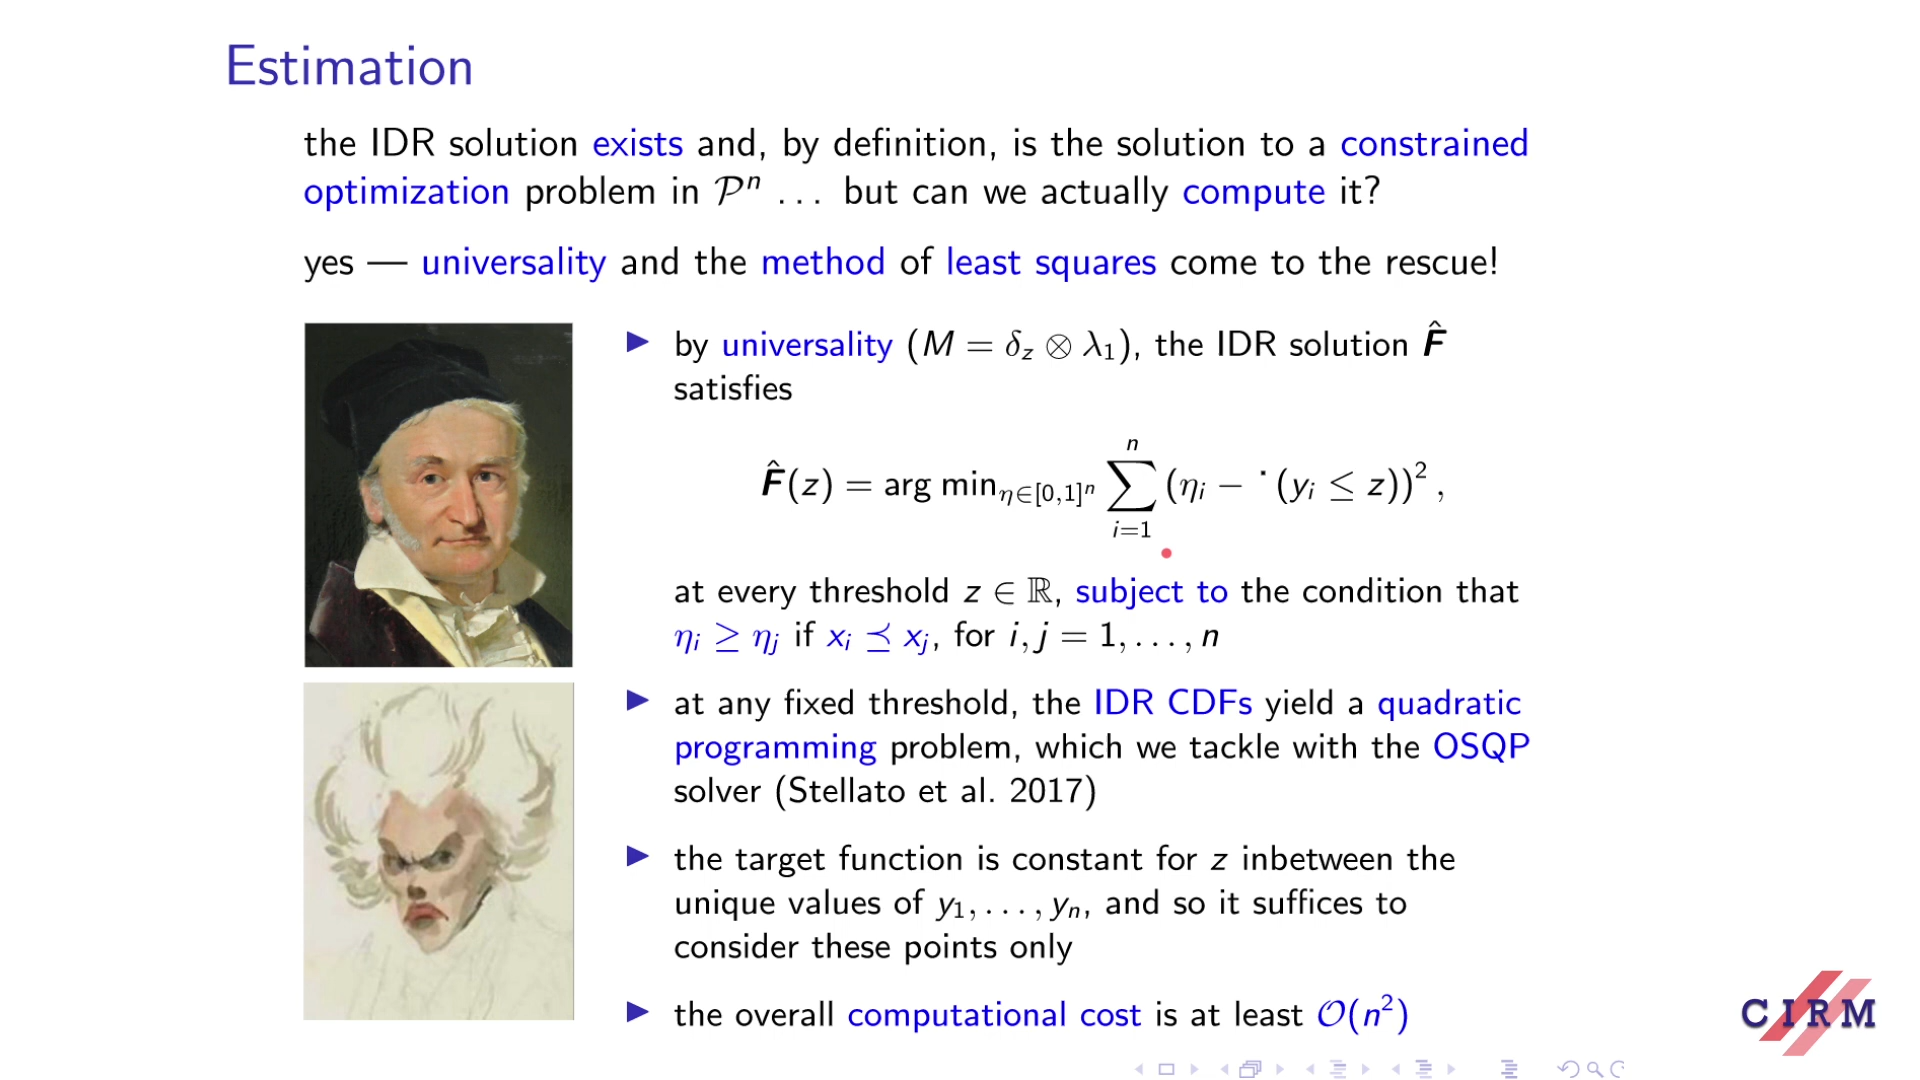 Estimation
the IDR solution exists and, by definition, is the solution to a constrained
optimization problem in 𝒫ⁿ ... but can we actually compute it?
yes — universality and the method of least squares come to the rescue!
▶ by universality (M = δ_z ⊗ λ₁), the IDR solution F̂
satisfies
F̂(z) = arg min_{η∈[0,1]ⁿ} ∑_{i=1}^{n} (η_i − ˙(y_i ≤ z))² ,
at every threshold z ∈ ℝ, subject to the condition that
η_i ≥ η_j if x_i ⪯ x_j, for i, j = 1, . . . , n
▶ at any fixed threshold, the IDR CDFs yield a quadratic
programming problem, which we tackle with the OSQP
solver (Stellato et al. 2017)
▶ the target function is constant for z inbetween the
unique values of y₁, . . . , y_n, and so it suffices to
consider these points only
▶ the overall computational cost is at least 𝒪(n²)
CIRM